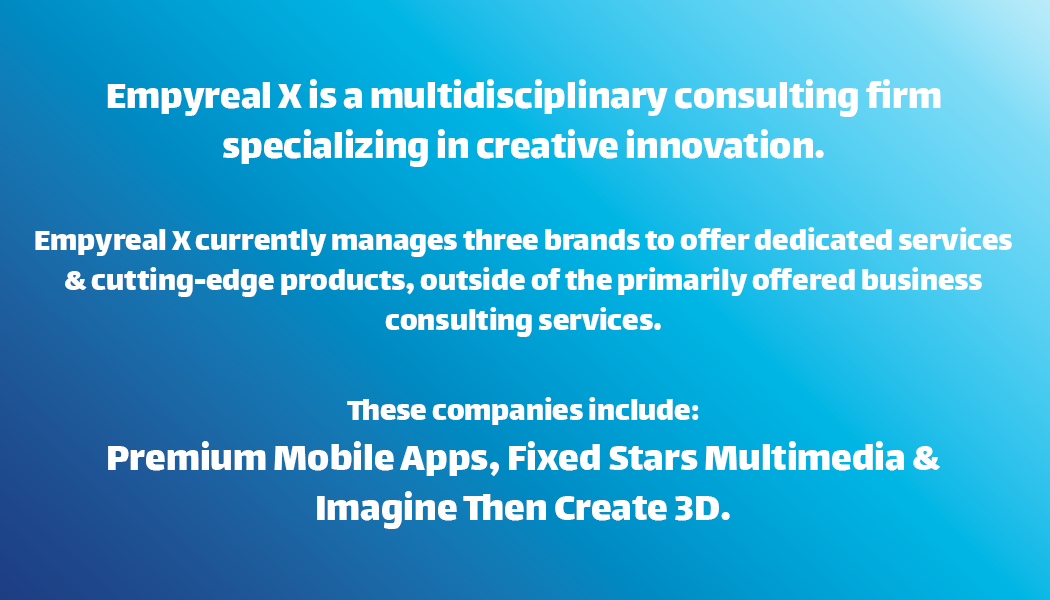 Empyreal X is a multidisciplinary consulting firm
specializing in creative innovation.
Empyreal X currently manages three brands to offer dedicated services
& cutting-edge products, outside of the primarily offered business
consulting services.
These companies include:
Premium Mobile Apps, Fixed Stars Multimedia &
Imagine Then Create 3D.